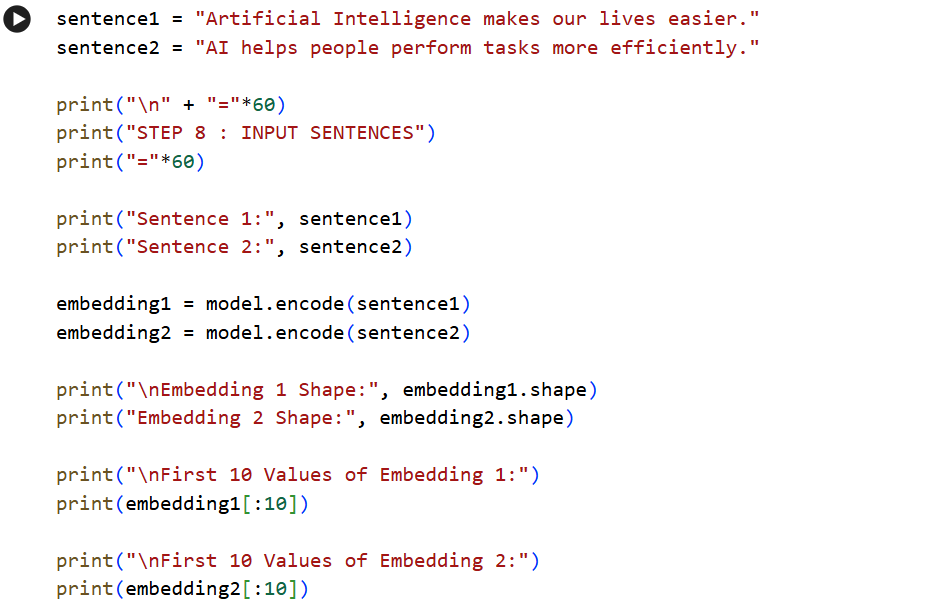 sentence1 = "Artificial Intelligence makes our lives easier."
sentence2 = "AI helps people perform tasks more efficiently."
print("\n" + "="*60)
print("STEP 8 : INPUT SENTENCES")
print("="*60)
print("Sentence 1:", sentence1)
print("Sentence 2:", sentence2)
embedding1 = model.encode(sentence1)
embedding2 = model.encode(sentence2)
print("\nEmbedding 1 Shape:", embedding1.shape)
print("Embedding 2 Shape:", embedding2.shape)
print("\nFirst 10 Values of Embedding 1:")
print(embedding1[:10])
print("\nFirst 10 Values of Embedding 2:")
print(embedding2[:10])